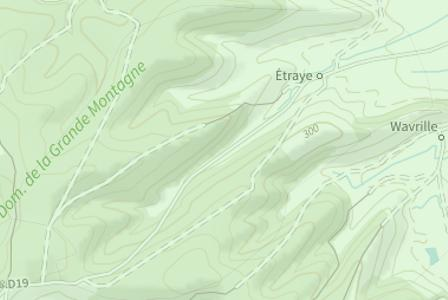 Étraye
Wavrille
300
Dom. de la Grande Montagne
D19